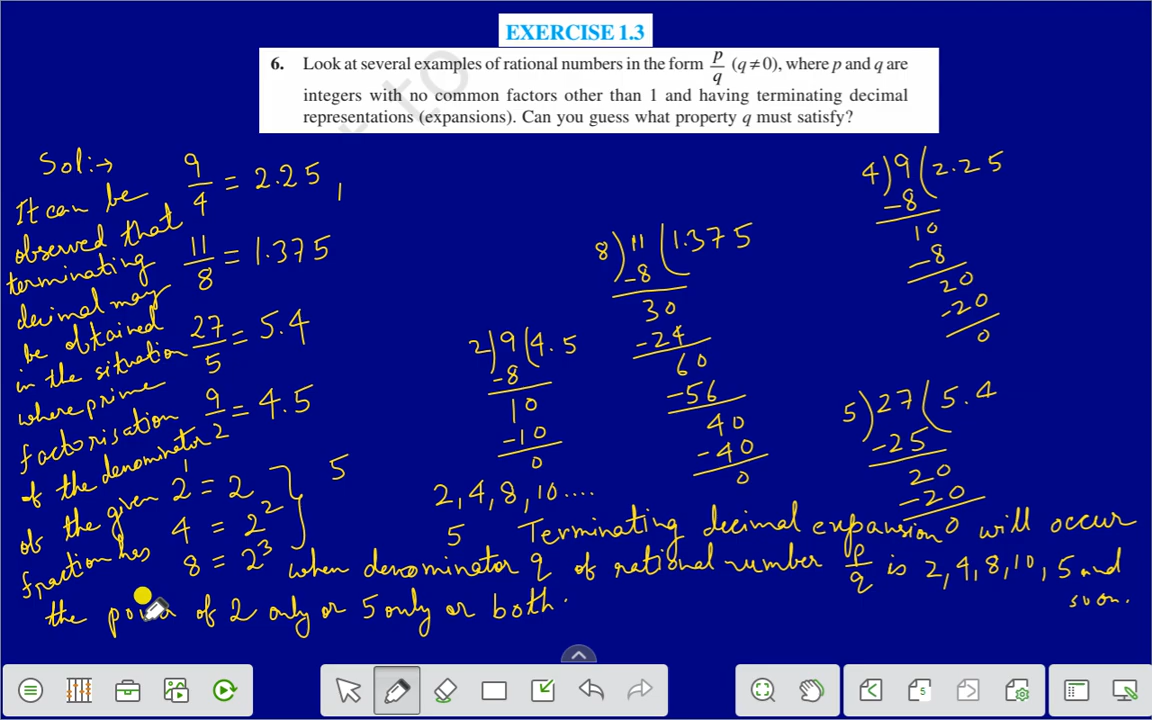 EXERCISE 1.3
6. Look at several examples of rational numbers in the form p/q (q≠0), where p and q are
integers with no common factors other than 1 and having terminating decimal
representations (expansions). Can you guess what property q must satisfy?
Sol:→
9/4 = 2.25,
11/8 = 1.375
27/5 = 5.4
9/2 = 4.5
2¹ = 2
4 = 2²
8 = 2³
5
It can be
observed that
terminating
decimal may
be obtained
in the situation
where prime
factorisation
of the denominator
of the given
fraction has
the power of 2 only or 5 only or both.
2)9(4.5
-8
10
-10
0
8)11(1.375
-8
30
-24
60
-56
40
-40
0
4)9(2.25
-8
10
-8
20
-20
0
5)27(5.4
-25
20
-20
0
2, 4, 8, 10....
5
Terminating decimal expansion will occur
when denominator q of rational number p/q is 2, 4, 8, 10, 5 and
so on.
5